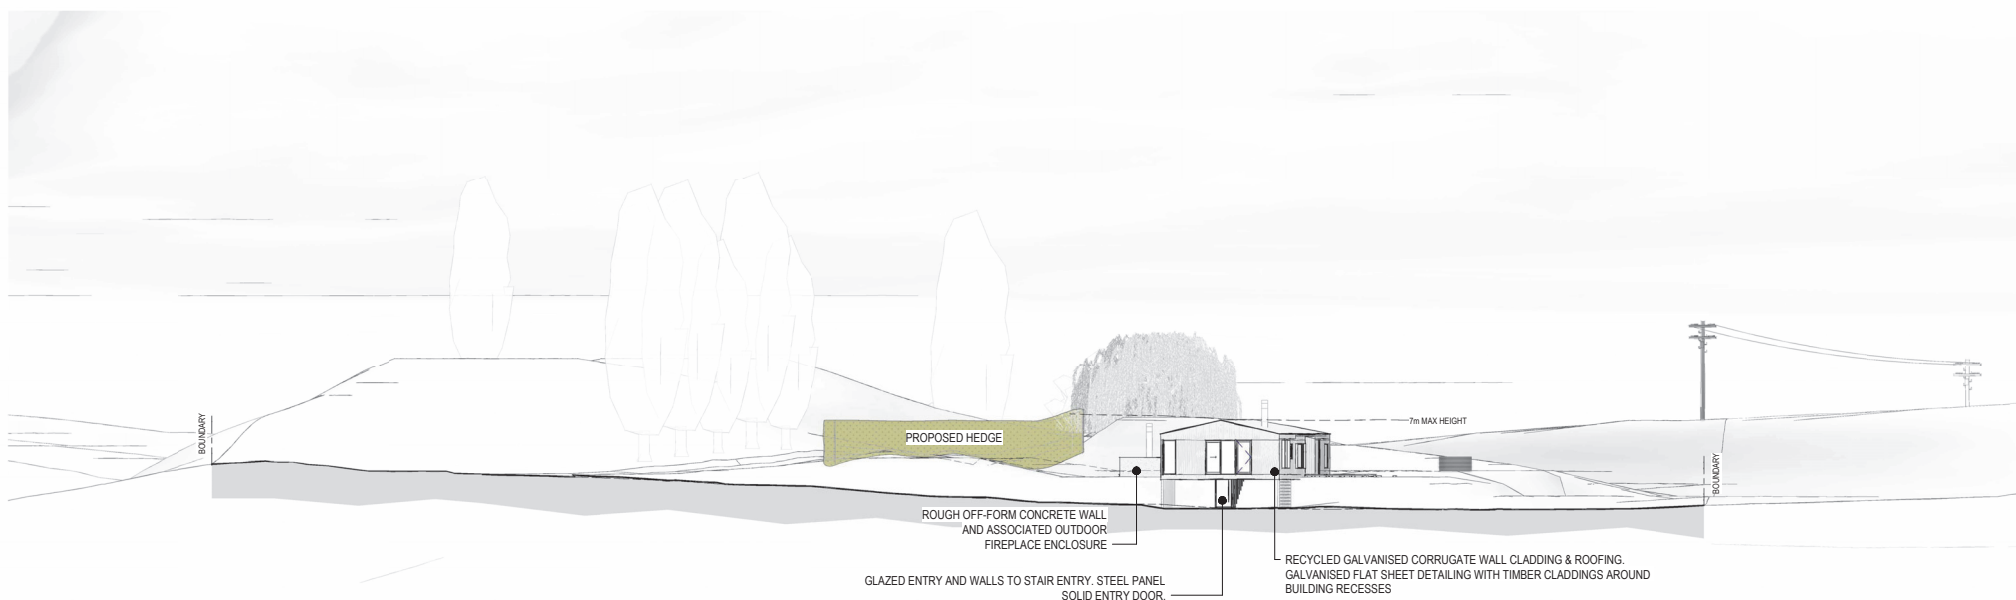 BOUNDARY
PROPOSED HEDGE
7m MAX HEIGHT
BOUNDARY
ROUGH OFF-FORM CONCRETE WALL
AND ASSOCIATED OUTDOOR
FIREPLACE ENCLOSURE
GLAZED ENTRY AND WALLS TO STAIR ENTRY. STEEL PANEL
SOLID ENTRY DOOR.
RECYCLED GALVANISED CORRUGATE WALL CLADDING & ROOFING.
GALVANISED FLAT SHEET DETAILING WITH TIMBER CLADDINGS AROUND
BUILDING RECESSES